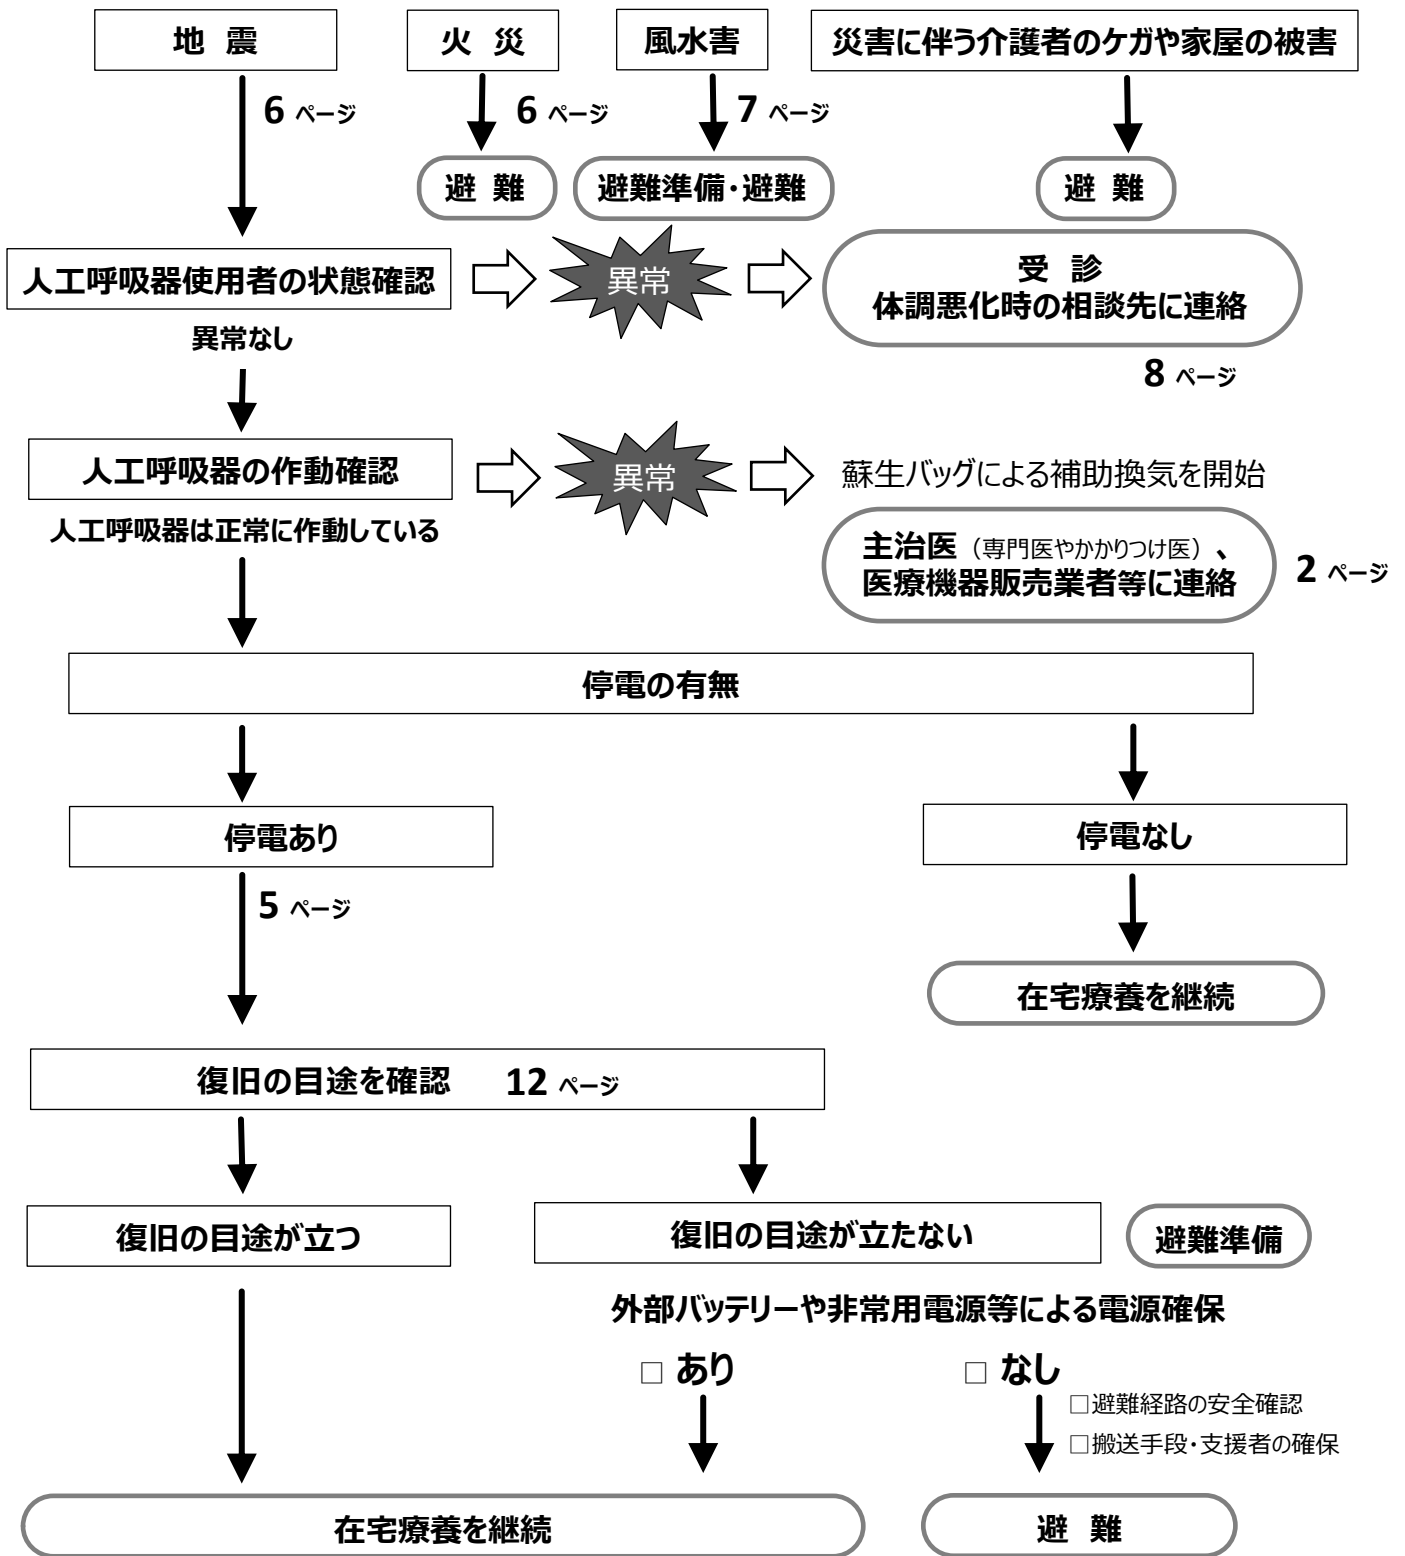 地 震
火 災
風水害
災害に伴う介護者のケガや家屋の被害
6 ページ
6 ページ
7 ページ
避 難
避難準備・避難
避 難
人工呼吸器使用者の状態確認
異常
受 診
体調悪化時の相談先に連絡
異常なし
8 ページ
人工呼吸器の作動確認
異常
蘇生バッグによる補助換気を開始
人工呼吸器は正常に作動している
主治医（専門医やかかりつけ医）、
医療機器販売業者等に連絡
2 ページ
停電の有無
停電あり
停電なし
5 ページ
在宅療養を継続
復旧の目途を確認 12 ページ
復旧の目途が立つ
復旧の目途が立たない
避難準備
外部バッテリーや非常用電源等による電源確保
□ あり
□ なし
□避難経路の安全確認
□搬送手段・支援者の確保
在宅療養を継続
避 難